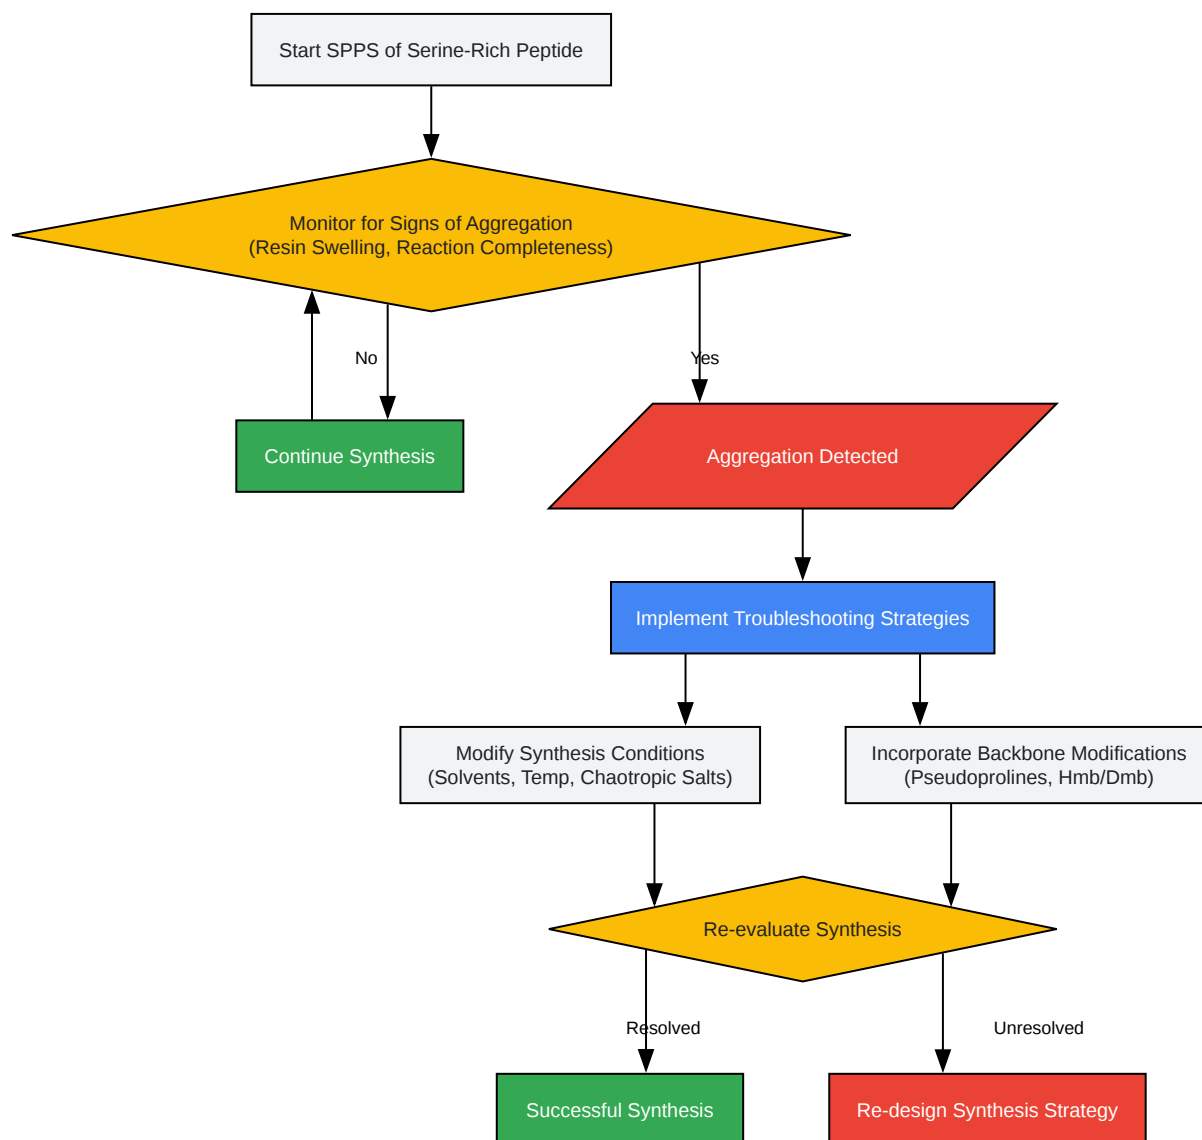 Start SPPS of Serine-Rich Peptide
Monitor for Signs of Aggregation
(Resin Swelling, Reaction Completeness)
No
Yes
Continue Synthesis
Aggregation Detected
Implement Troubleshooting Strategies
Modify Synthesis Conditions
(Solvents, Temp, Chaotropic Salts)
Incorporate Backbone Modifications
(Pseudoprolines, Hmb/Dmb)
Re-evaluate Synthesis
Resolved
Unresolved
Successful Synthesis
Re-design Synthesis Strategy